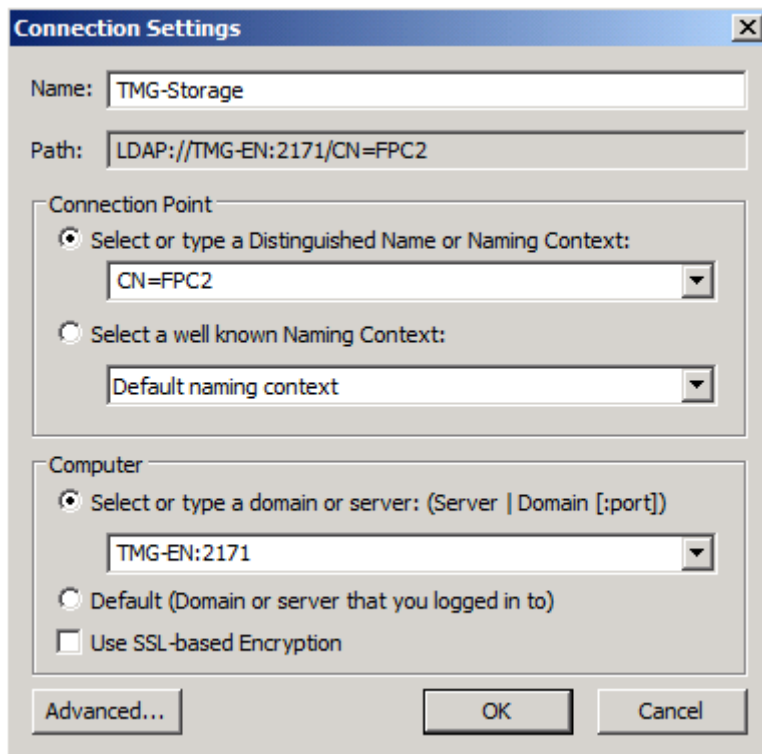 Connection Settings
Name: TMG-Storage
Path: LDAP://TMG-EN:2171/CN=FPC2
Connection Point
Select or type a Distinguished Name or Naming Context:
CN=FPC2
Select a well known Naming Context:
Default naming context
Computer
Select or type a domain or server: (Server | Domain [:port])
TMG-EN:2171
Default (Domain or server that you logged in to)
Use SSL-based Encryption
Advanced... OK Cancel